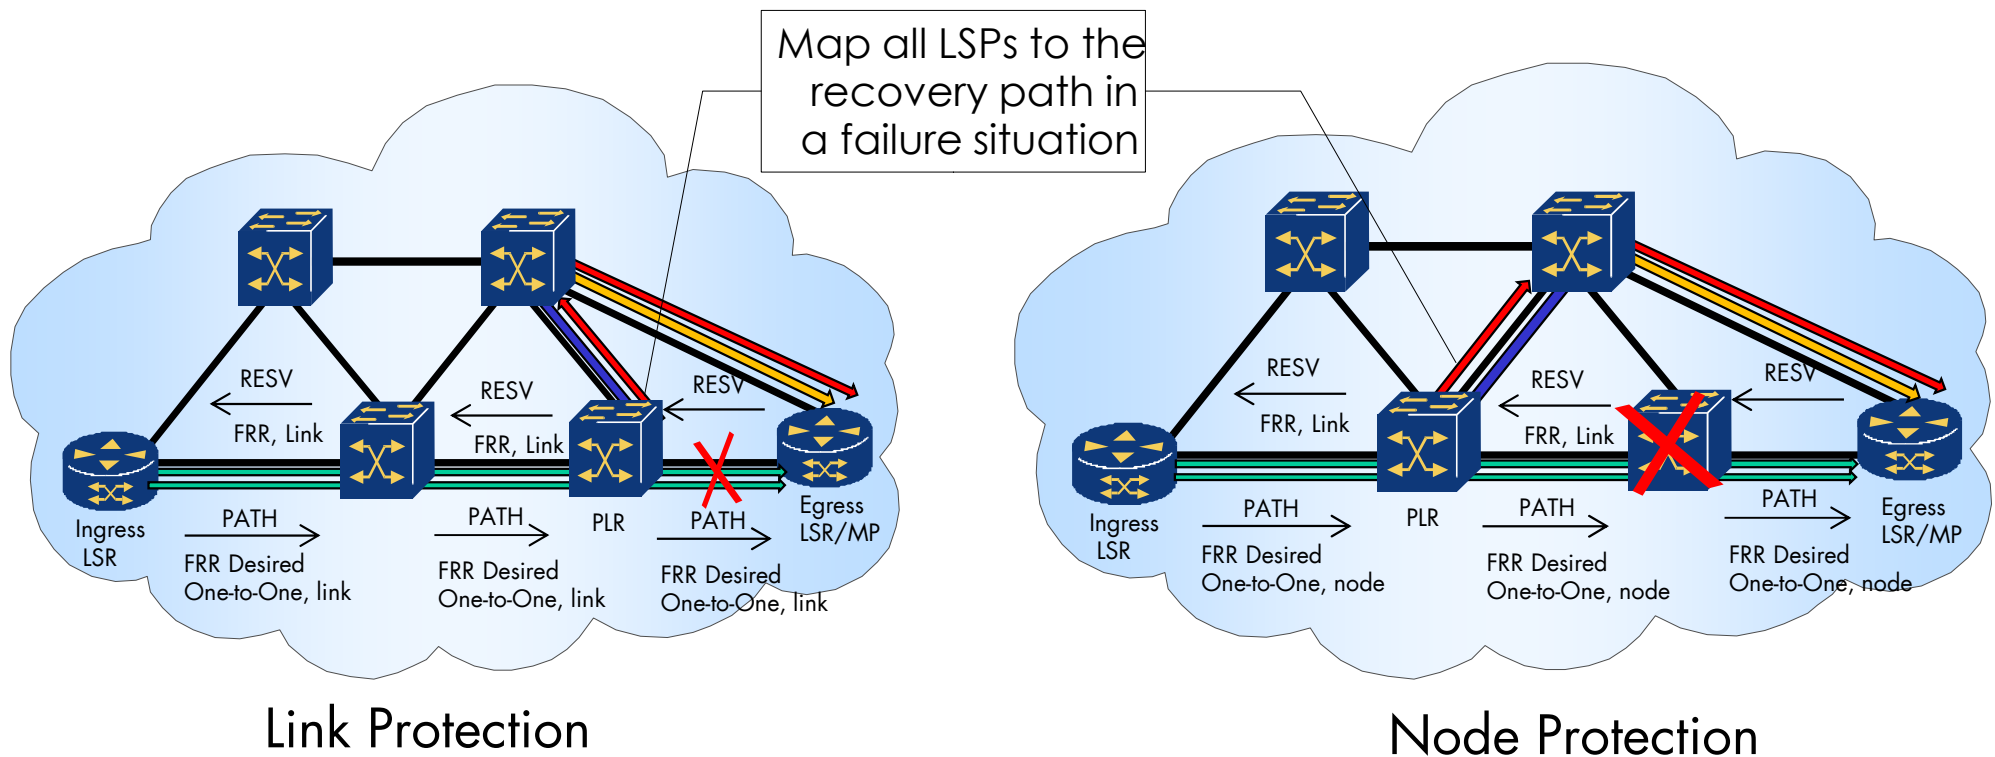 Map all LSPs to the
recovery path in
a failure situation
RESV
FRR, Link
RESV
FRR, Link
RESV
Ingress
LSR
PATH
FRR Desired
One-to-One, link
PATH
FRR Desired
One-to-One, link
PLR
PATH
FRR Desired
One-to-One, link
Egress
LSR/MP
Link Protection
RESV
FRR, Link
RESV
FRR, Link
RESV
Ingress
LSR
PATH
FRR Desired
One-to-One, node
PLR
PATH
FRR Desired
One-to-One, node
PATH
FRR Desired
One-to-One, node
Egress
LSR/MP
Node Protection